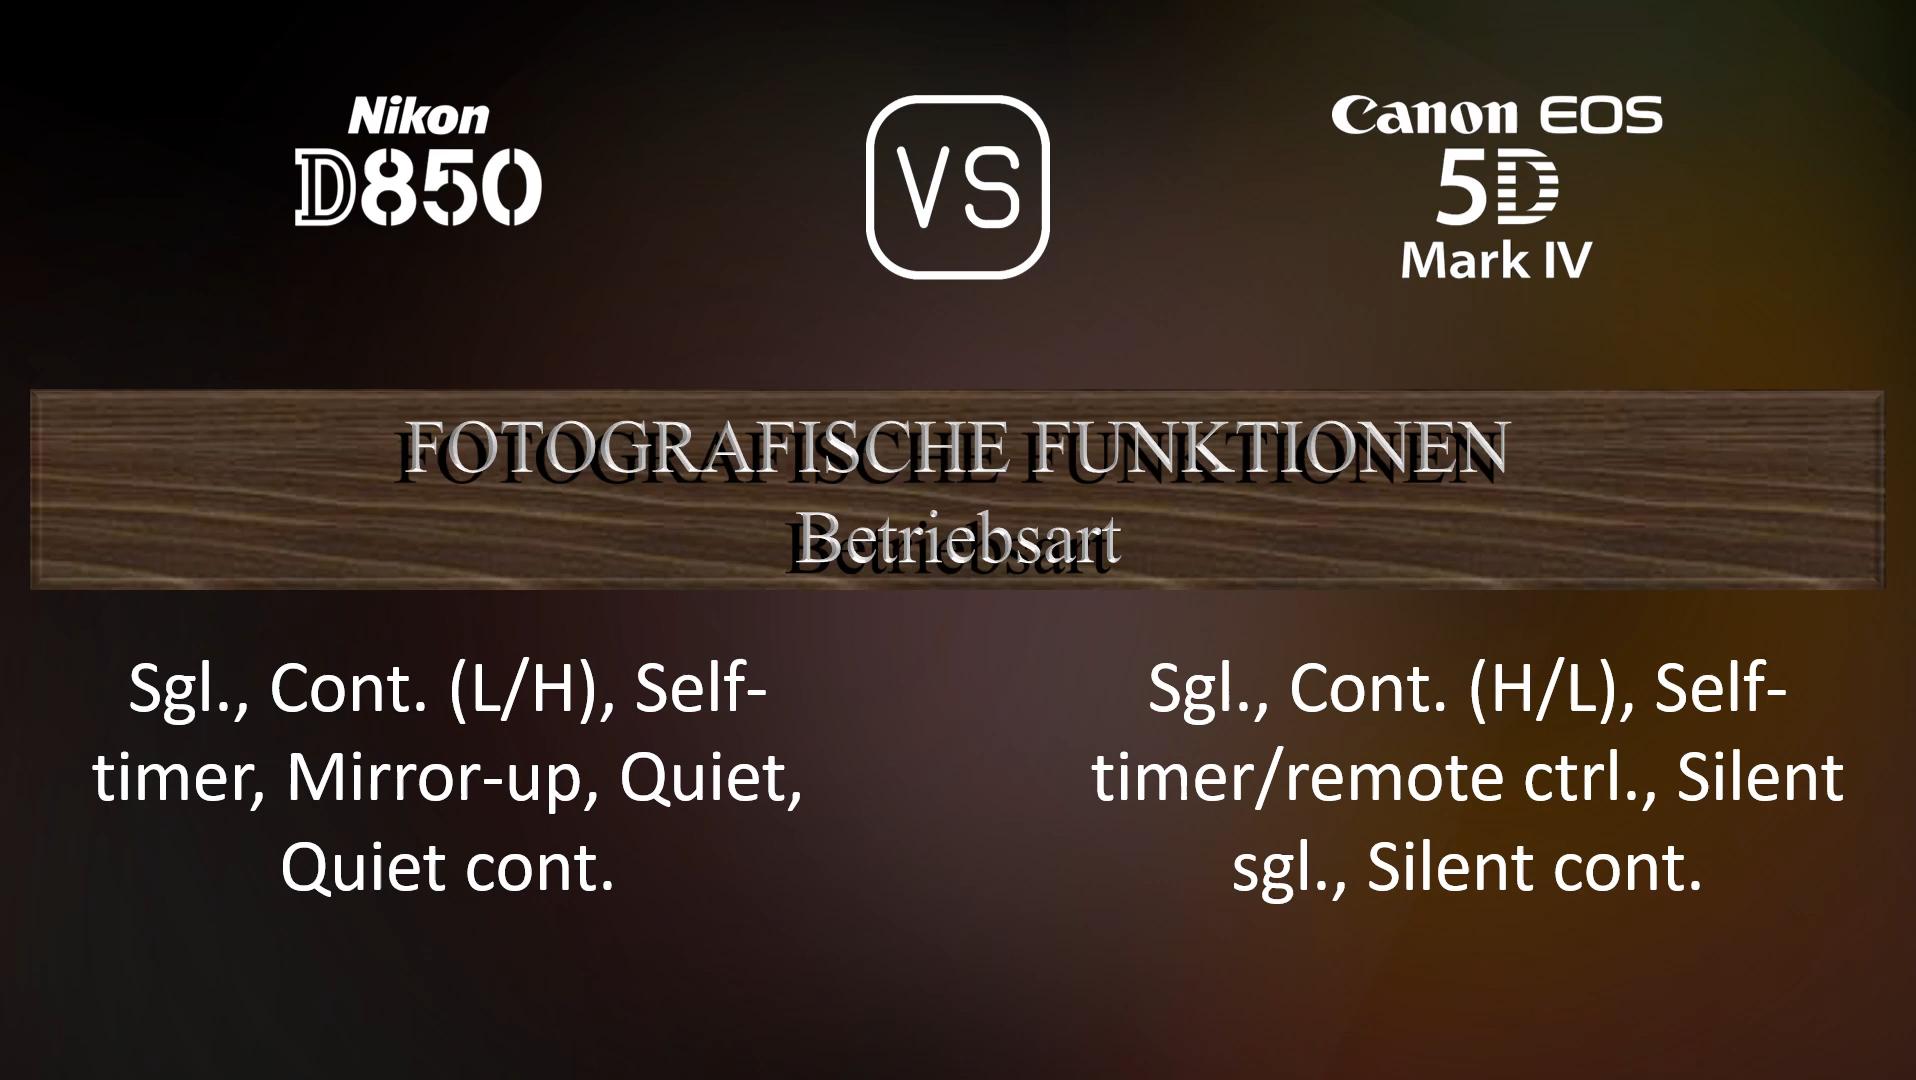 Nikon
D850
VS
Canon EOS
5D
Mark IV
FOTOGRAFISCHE FUNKTIONEN
Betriebsart
Sgl., Cont. (L/H), Self-
timer, Mirror-up, Quiet,
Quiet cont.
Sgl., Cont. (H/L), Self-
timer/remote ctrl., Silent
sgl., Silent cont.